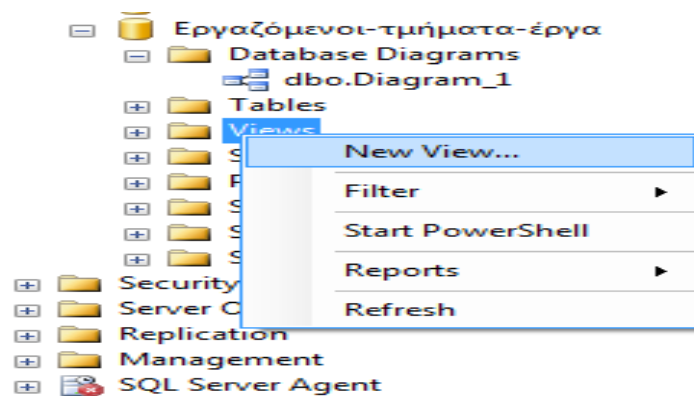 Εργαζόμενοι-τμήματα-έργα
Database Diagrams
dbo.Diagram_1
Tables
Views
New View...
Filter
Start PowerShell
Reports
Refresh
Security
Server O
Replication
Management
SQL Server Agent